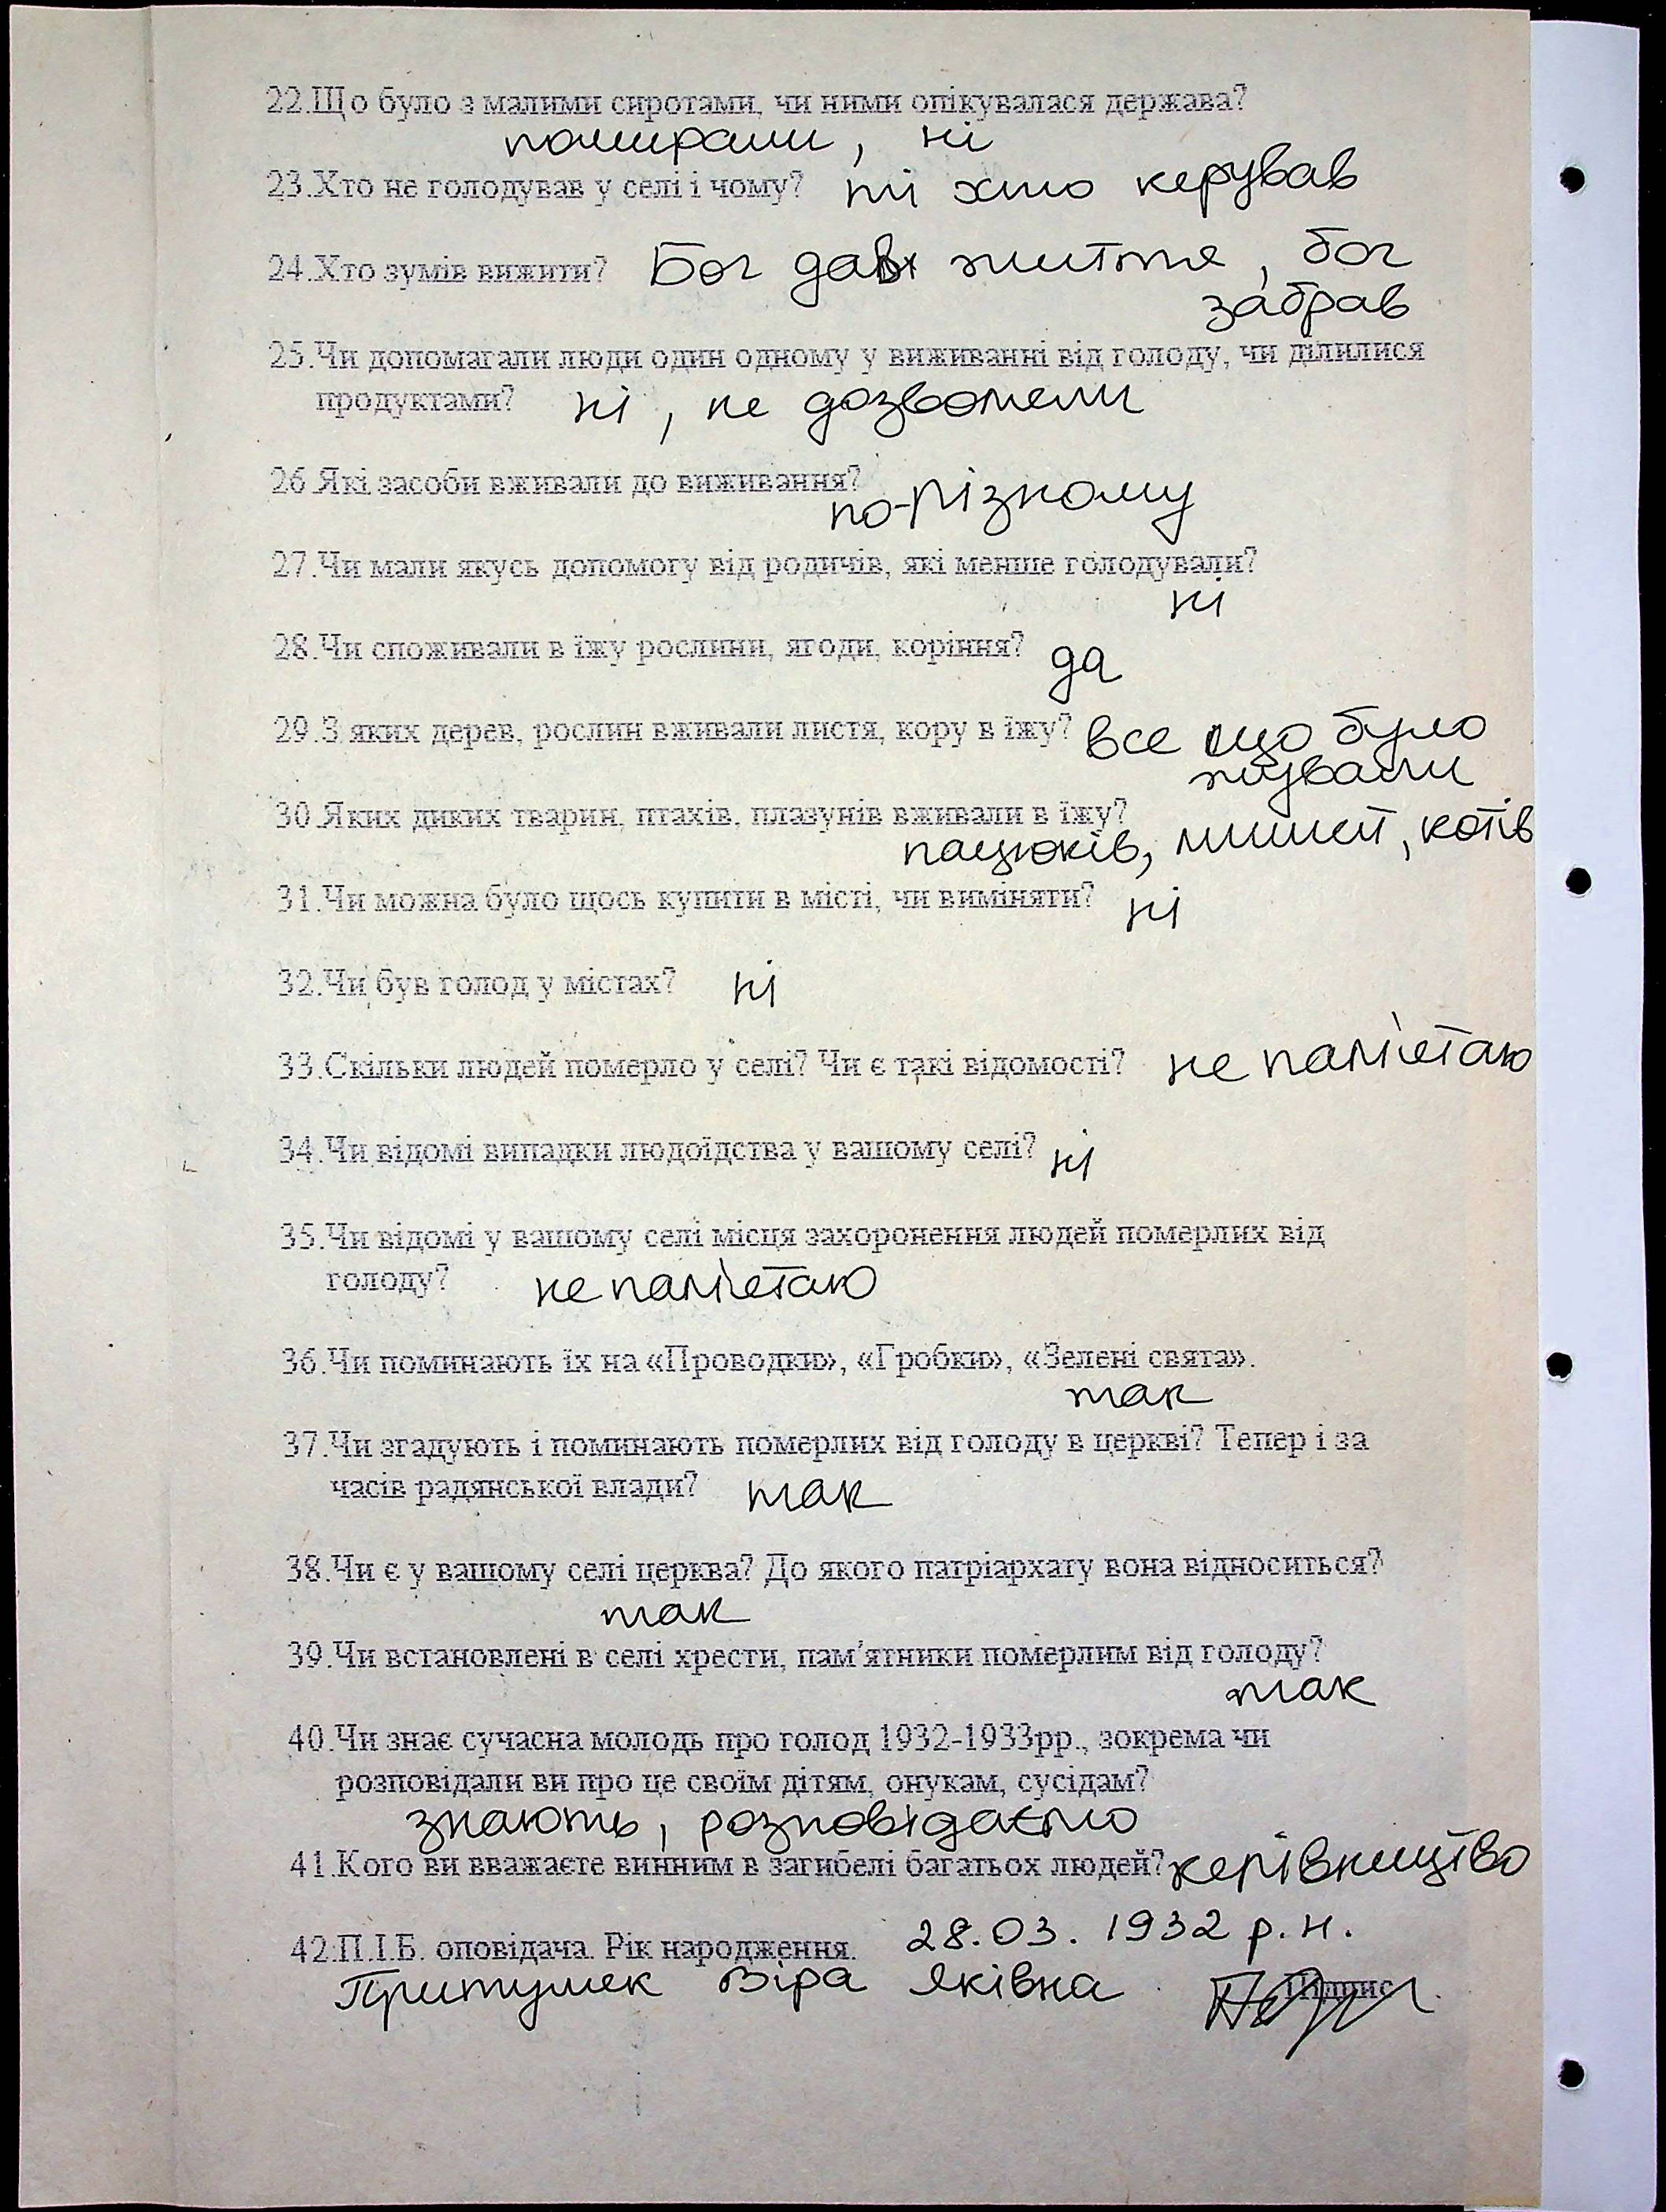 22.Що було з малими сиротами, чи ними опікувалася держава?
помирали, ні
23.Хто не голодував у селі і чому? ті хто керував
24.Хто зумів вижити? Бог дав життє, бог
забрав
25.Чи допомагали люди один одному у виживанні від голоду, чи ділилися
продуктами? ні, не дозволели
26.Які засоби вживали до виживання?
по-різному
27.Чи мали якусь допомогу від родичів, які менше голодували?
ні
28.Чи споживали в їжу рослини, ягоди, коріння? да
29.З яких дерев, рослин вживали листя, кору в їжу? все що було
жували
30.Яких диких тварин, птахів, плазунів вживали в їжу?
пацюків, мишей, котів
31.Чи можна було щось купити в місті, чи виміняти? ні
32.Чи був голод у містах? ні
33.Скільки людей померло у селі? Чи є такі відомості? не пам'етаю
34.Чи відомі випадки людоїдства у вашому селі? ні
35.Чи відомі у вашому селі місця захоронення людей померлих від
голоду? не пам'етаю
36.Чи поминають їх на «Проводки», «Гробки», «Зелені свята».
так
37.Чи згадують і поминають померлих від голоду в церкві? Тепер і за
часів радянської влади? так
38.Чи є у вашому селі церква? До якого патріархату вона відноситься?
так
39.Чи встановлені в селі хрести, пам'ятники померлим від голоду?
так
40.Чи знає сучасна молодь про голод 1932-1933рр., зокрема чи
розповідали ви про це своїм дітям, онукам, сусідам?
знають, розповідаємо
41.Кого ви вважаєте винним в загибелі багатьох людей? керівництво
42.П.І.Б. оповідача. Рік народження. 28.03.1932 р.н.
Притулек Віра Яківна Підпис